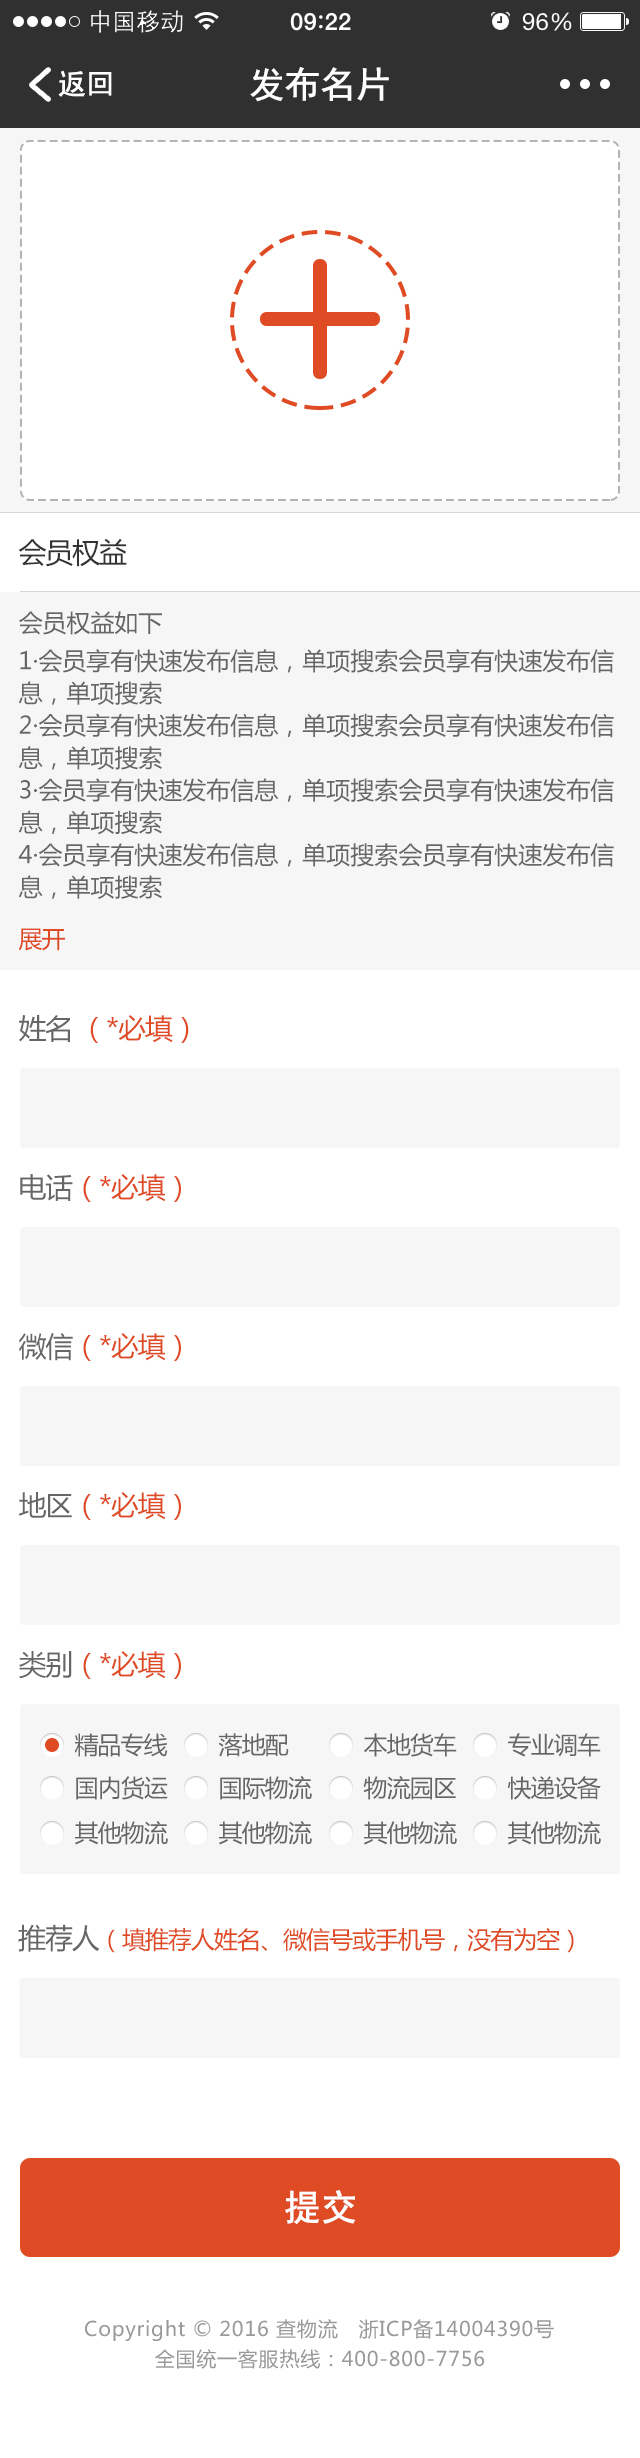 中国移动 09:22 96%
返回 发布名片
会员权益
会员权益如下
1·会员享有快速发布信息，单项搜索会员享有快速发布信
息，单项搜索
2·会员享有快速发布信息，单项搜索会员享有快速发布信
息，单项搜索
3·会员享有快速发布信息，单项搜索会员享有快速发布信
息，单项搜索
4·会员享有快速发布信息，单项搜索会员享有快速发布信
息，单项搜索
展开
姓名（*必填）
电话（*必填）
微信（*必填）
地区（*必填）
类别（*必填）
精品专线 落地配 本地货车 专业调车
国内货运 国际物流 物流园区 快递设备
其他物流 其他物流 其他物流 其他物流
推荐人（填推荐人姓名、微信号或手机号，没有为空）
提交
Copyright © 2016 查物流 浙ICP备14004390号
全国统一客服热线：400-800-7756